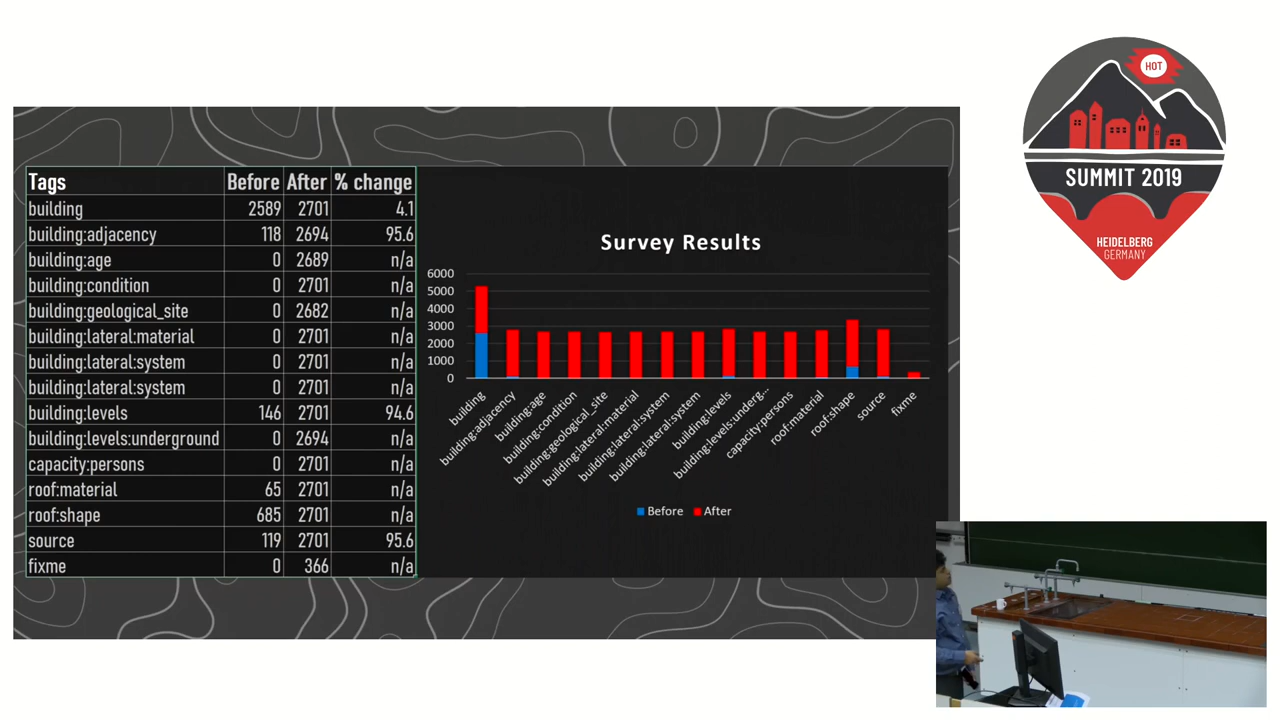 HOT
SUMMIT 2019
HEIDELBERG
GERMANY
Tags Before After % change
building 2589 2701 4.1
building:adjacency 118 2694 95.6
building:age 0 2689 n/a
building:condition 0 2701 n/a
building:geological_site 0 2682 n/a
building:lateral:material 0 2701 n/a
building:lateral:system 0 2701 n/a
building:lateral:system 0 2701 n/a
building:levels 146 2701 94.6
building:levels:underground 0 2694 n/a
capacity:persons 0 2701 n/a
roof:material 65 2701 n/a
roof:shape 685 2701 n/a
source 119 2701 95.6
fixme 0 366 n/a
Survey Results
6000
5000
4000
3000
2000
1000
0
building
building:adjacency
building:age
building:condition
building:geological_site
building:lateral:material
building:lateral:system
building:lateral:system
building:levels
building:levels:underg...
capacity:persons
roof:material
roof:shape
source
fixme
Before After